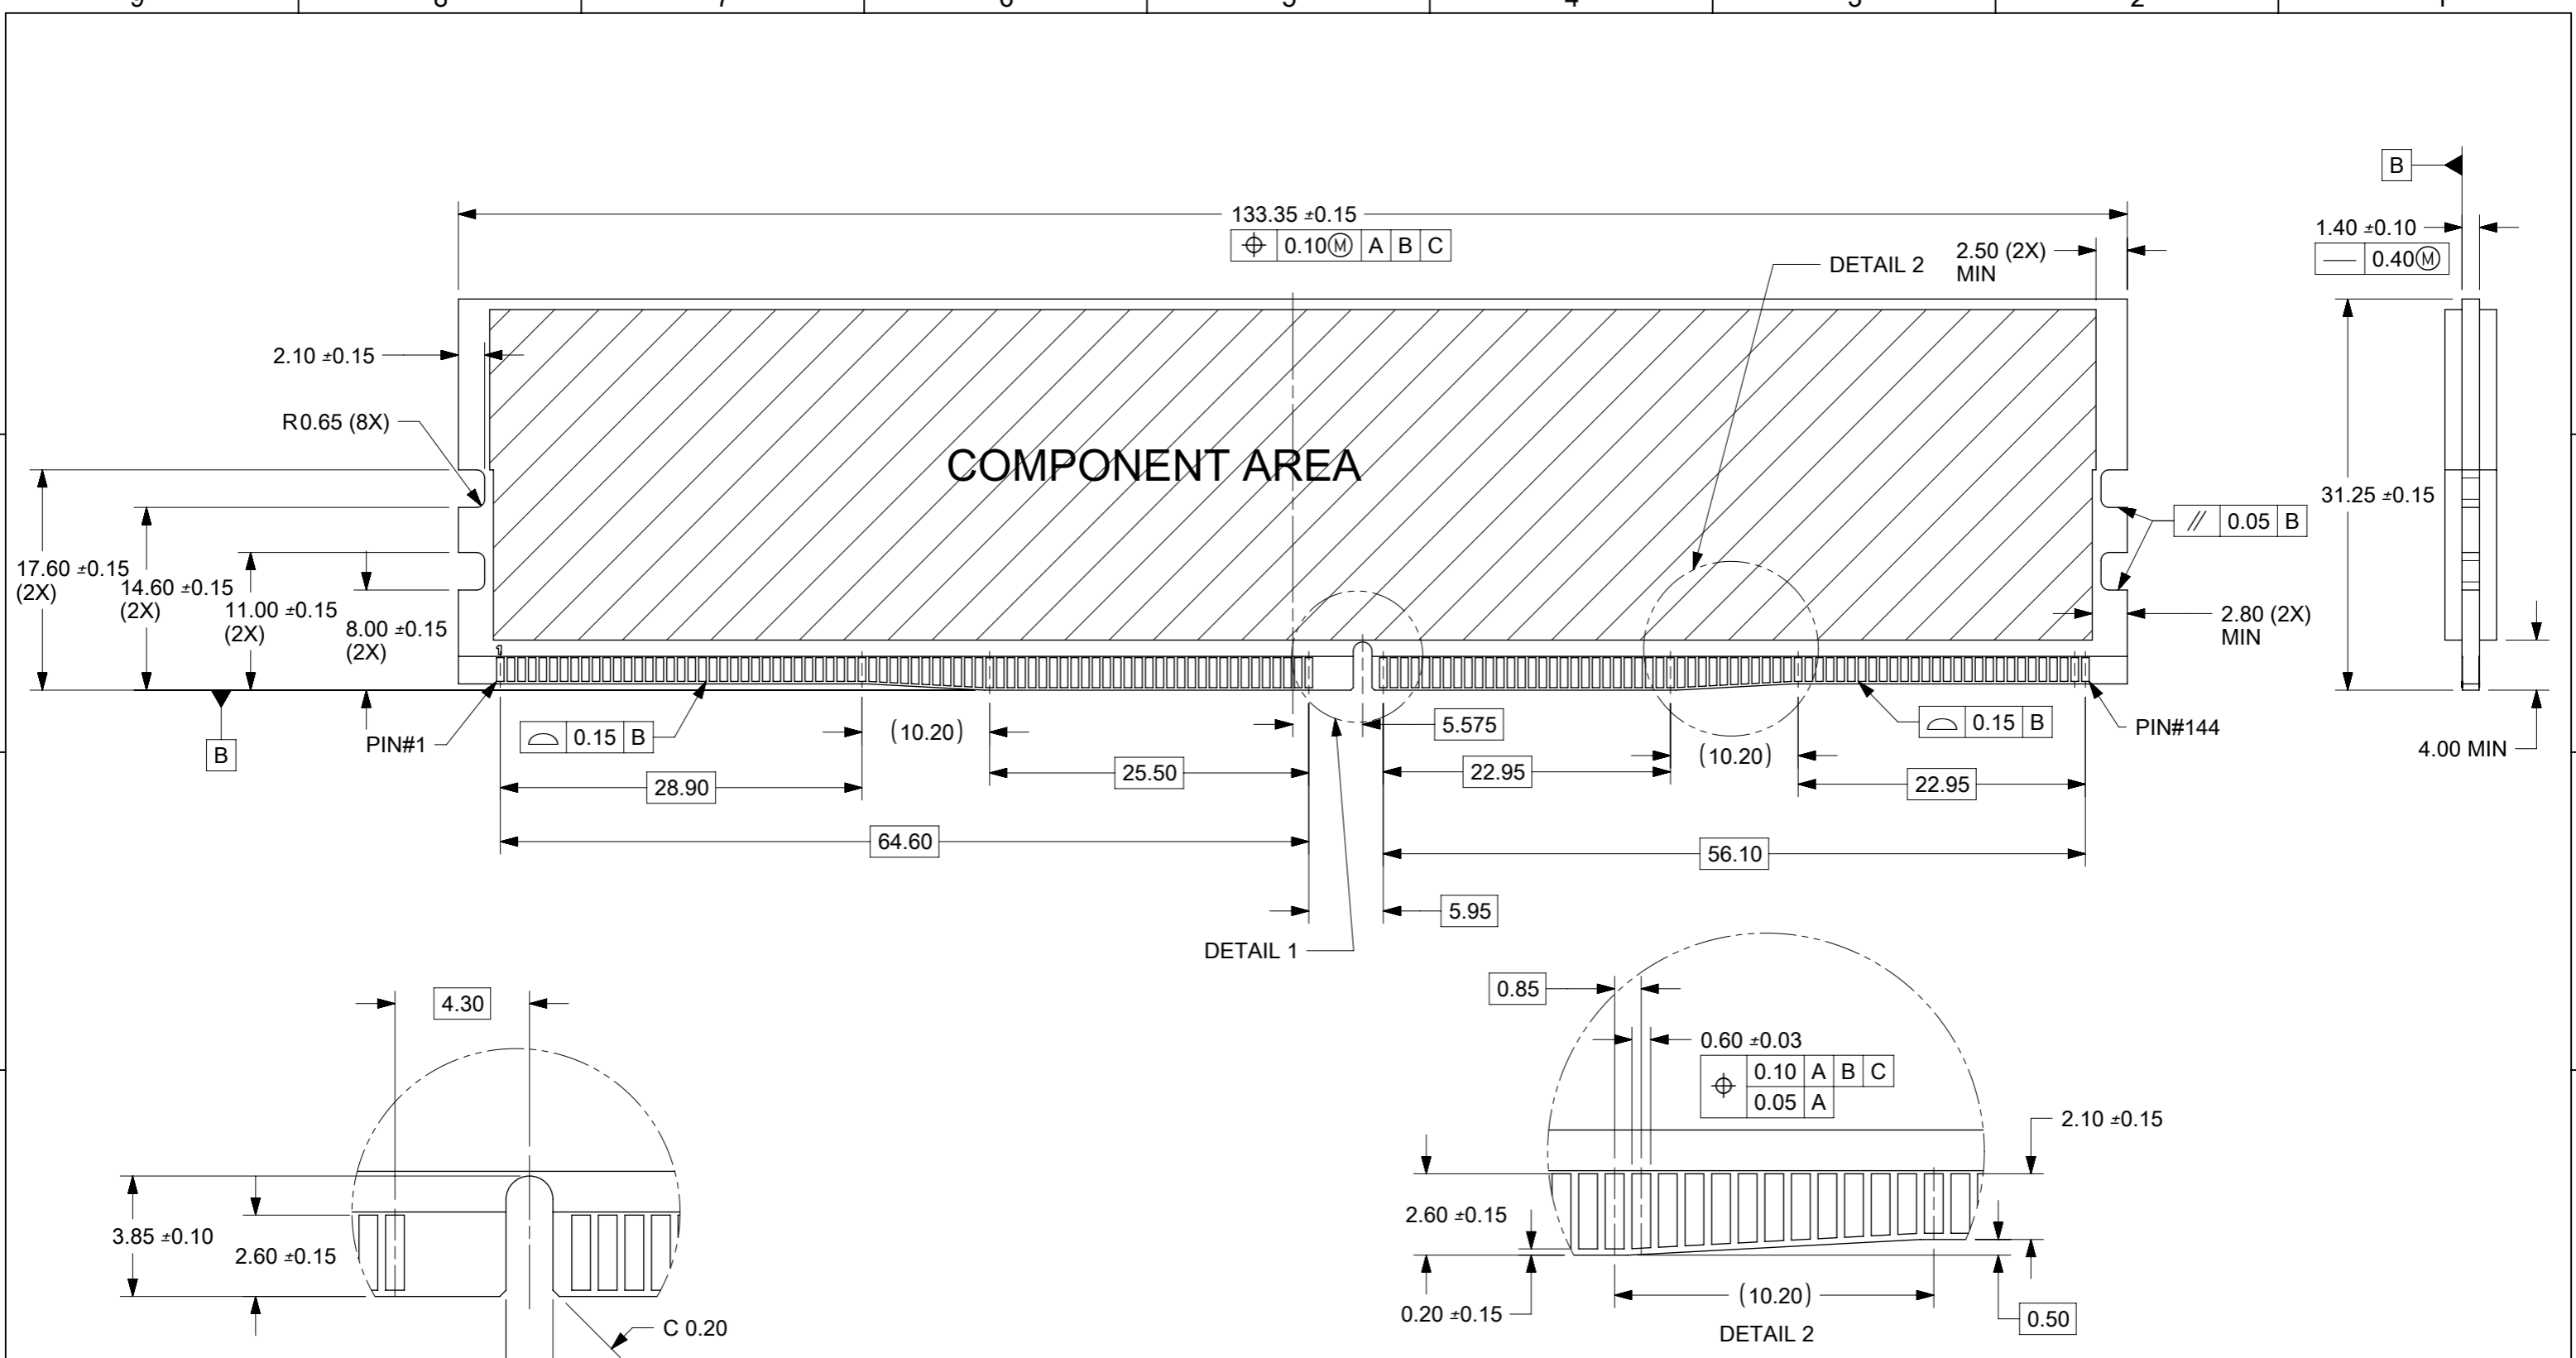 133.35 ±0.15
⌖ 0.10Ⓜ A B C
2.50 (2X)
MIN
DETAIL 2
B
1.40 ±0.10
— 0.40Ⓜ
2.10 ±0.15
R0.65 (8X)
COMPONENT AREA
31.25 ±0.15
// 0.05 B
17.60 ±0.15
(2X)
14.60 ±0.15
(2X)
11.00 ±0.15
(2X)
8.00 ±0.15
(2X)
2.80 (2X)
MIN
1
B
PIN#1
⌓ 0.15 B
(10.20)
5.575
(10.20)
⌓ 0.15 B
PIN#144
4.00 MIN
28.90
25.50
22.95
22.95
64.60
56.10
5.95
DETAIL 1
4.30
3.85 ±0.10
2.60 ±0.15
C 0.20
0.85
0.60 ±0.03
⌖ 0.10 A B C
0.05 A
2.10 ±0.15
2.60 ±0.15
0.20 ±0.15
(10.20)
0.50
DETAIL 2